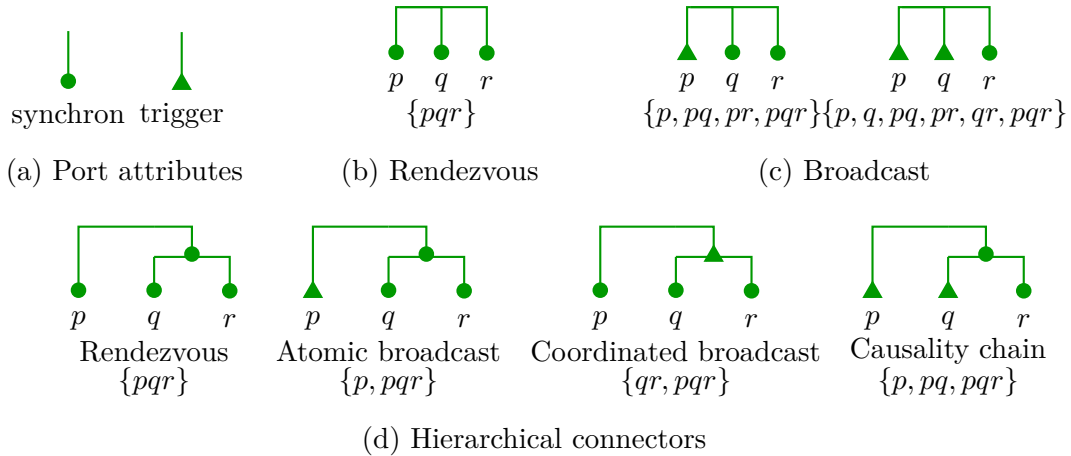 synchron trigger
(a) Port attributes
p q r
{pqr}
(b) Rendezvous
p q r p q r
{p, pq, pr, pqr}{p, q, pq, pr, qr, pqr}
(c) Broadcast
p q r p q r p q r p q r
Rendezvous Atomic broadcast Coordinated broadcast Causality chain
{pqr} {p, pqr} {qr, pqr} {p, pq, pqr}
(d) Hierarchical connectors